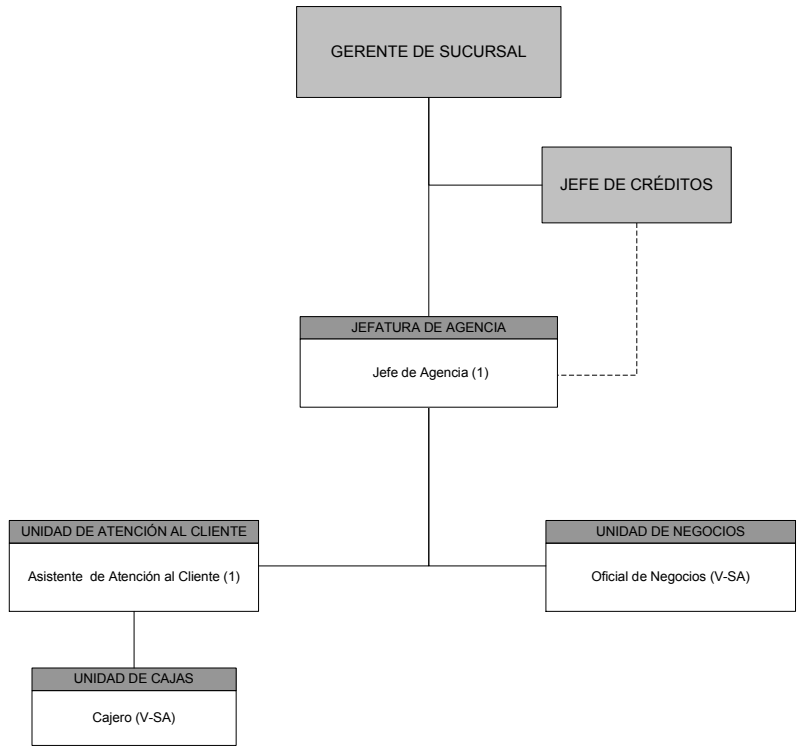 GERENTE DE SUCURSAL
JEFE DE CRÉDITOS
JEFATURA DE AGENCIA
Jefe de Agencia (1)
UNIDAD DE ATENCIÓN AL CLIENTE
Asistente de Atención al Cliente (1)
UNIDAD DE NEGOCIOS
Oficial de Negocios (V-SA)
UNIDAD DE CAJAS
Cajero (V-SA)